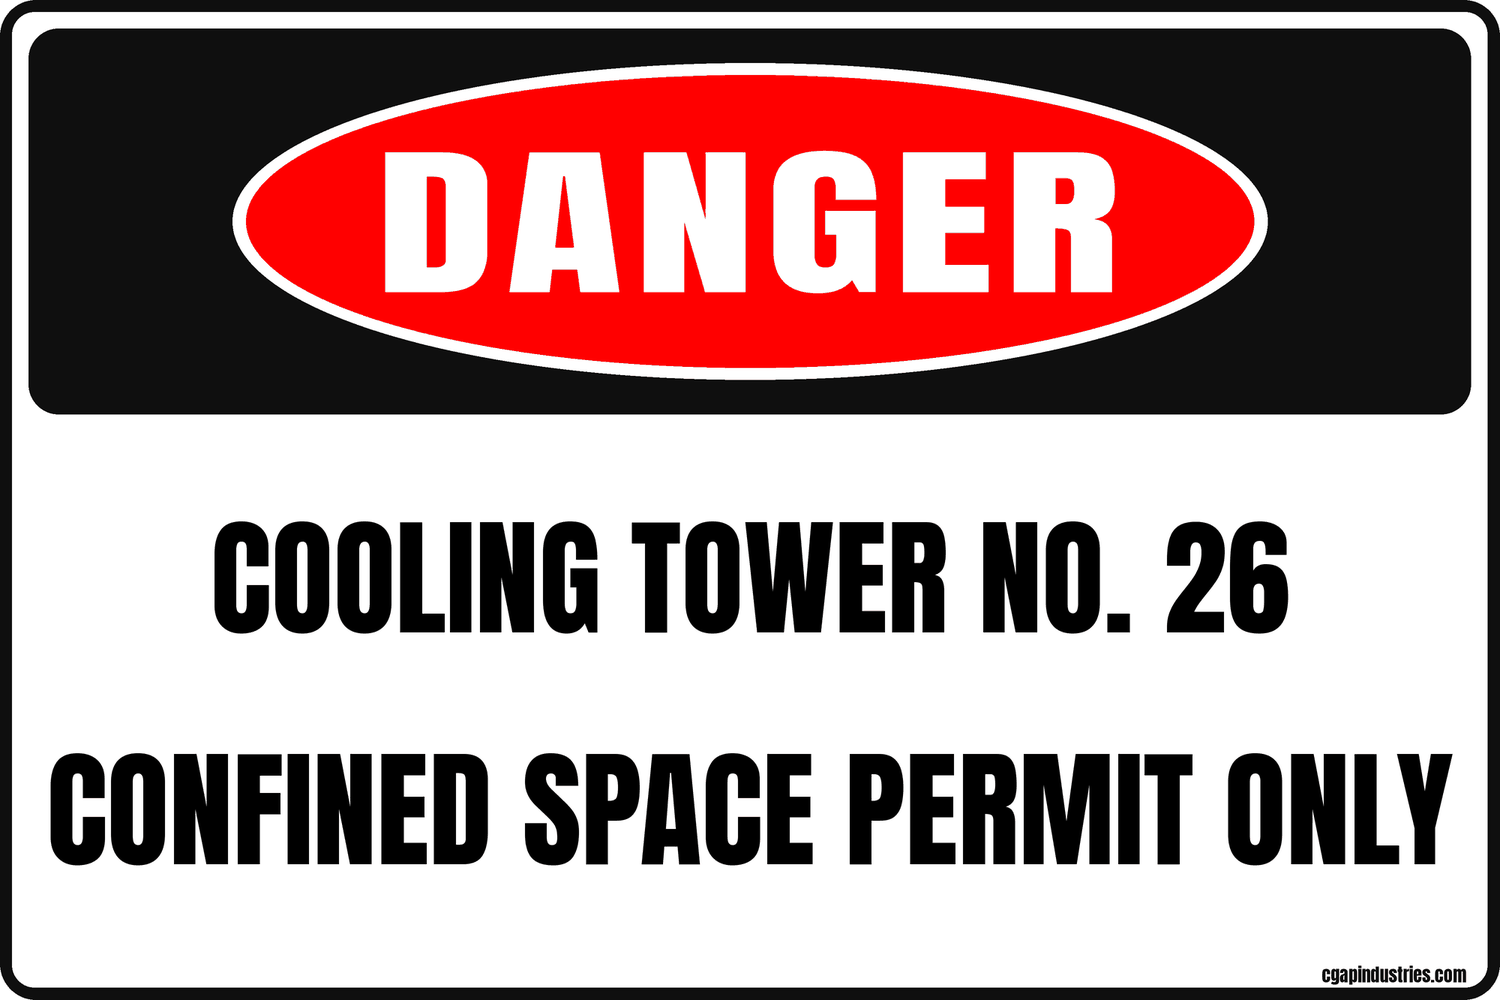 DANGER
COOLING TOWER NO. 26
CONFINED SPACE PERMIT ONLY
cgapindustries.com